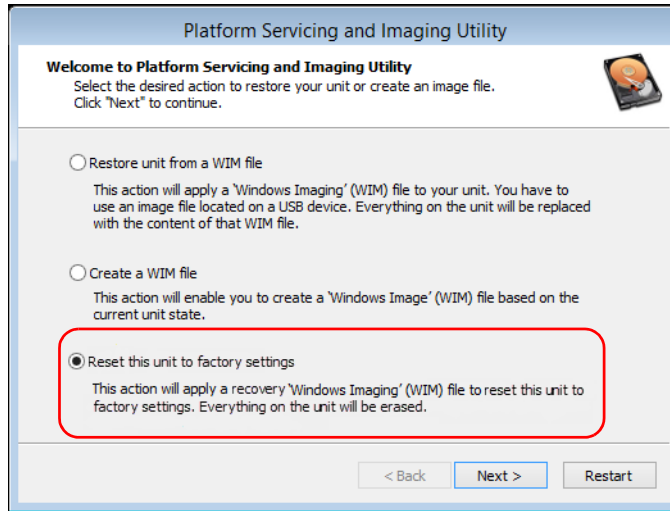 Platform Servicing and Imaging Utility
Welcome to Platform Servicing and Imaging Utility
Select the desired action to restore your unit or create an image file.
Click "Next" to continue.
Restore unit from a WIM file
This action will apply a 'Windows Imaging' (WIM) file to your unit. You have to
use an image file located on a USB device. Everything on the unit will be replaced
with the content of that WIM file.
Create a WIM file
This action will enable you to create a 'Windows Image' (WIM) file based on the
current unit state.
Reset this unit to factory settings
This action will apply a recovery 'Windows Imaging' (WIM) file to reset this unit to
factory settings. Everything on the unit will be erased.
< Back Next > Restart